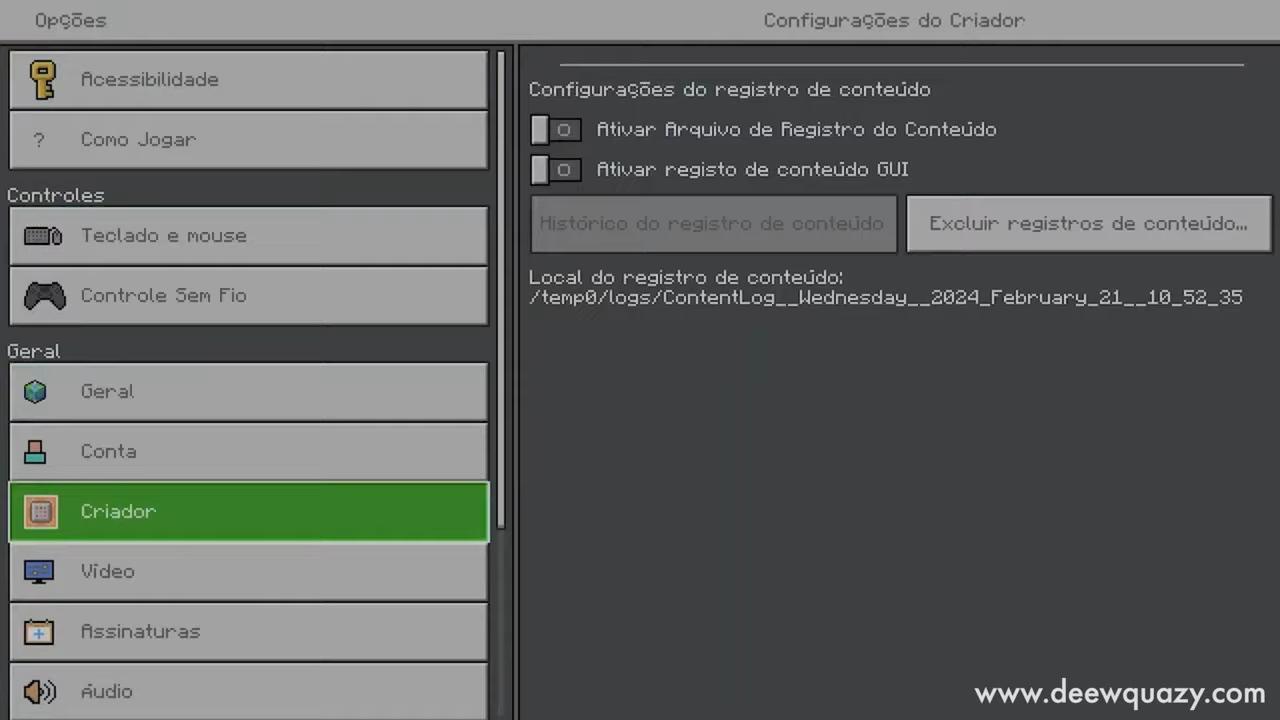 Opções
Configurações do Criador
Acessibilidade
? Como Jogar
Controles
Teclado e mouse
Controle Sem Fio
Geral
Geral
Conta
Criador
Vídeo
Assinaturas
Áudio
Configurações do registro de conteúdo
Ativar Arquivo de Registro do Conteúdo
Ativar registo de conteúdo GUI
Histórico do registro de conteúdo
Excluir registros de conteúdo...
Local do registro de conteúdo:
/temp0/logs/ContentLog__Wednesday__2024_February_21__10_52_35
www.deewquazy.com